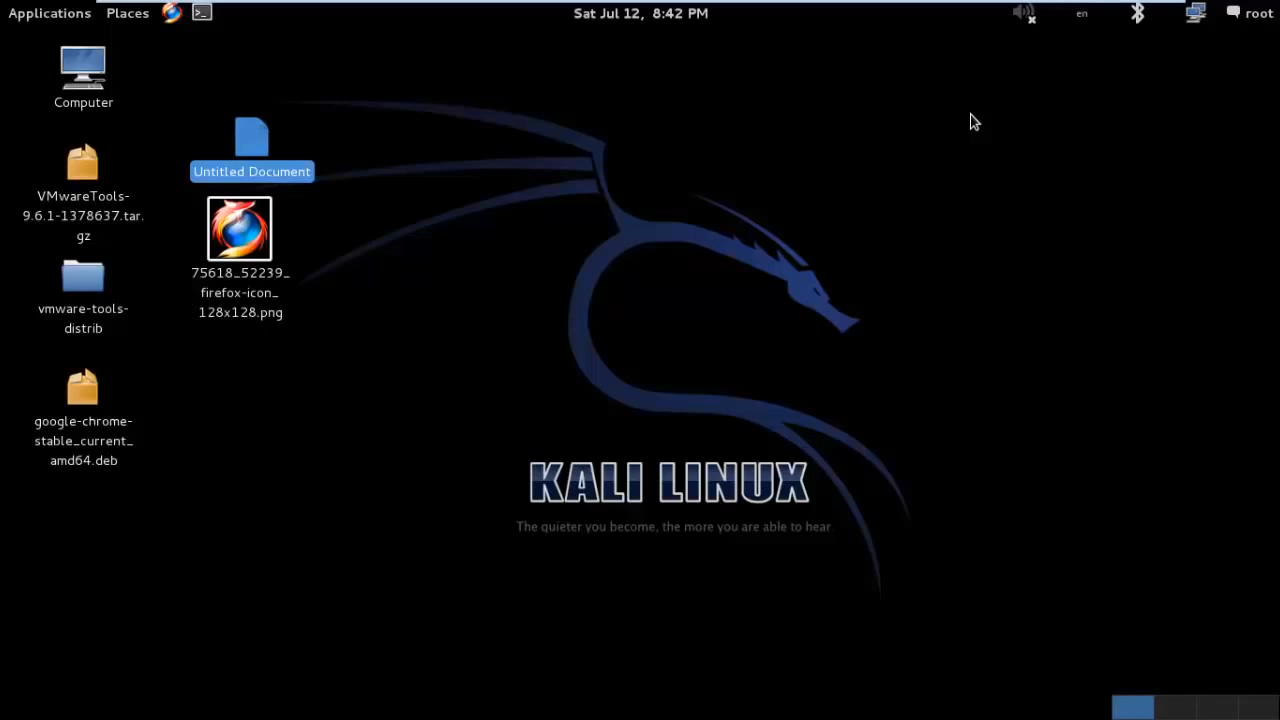 Applications Places Sat Jul 12, 8:42 PM en root
Computer
VMwareTools-
9.6.1-1378637.tar.
gz
vmware-tools-
distrib
google-chrome-
stable_current_
amd64.deb
Untitled Document
75618_52239_
firefox-icon_
128x128.png
KALI LINUX
The quieter you become, the more you are able to hear